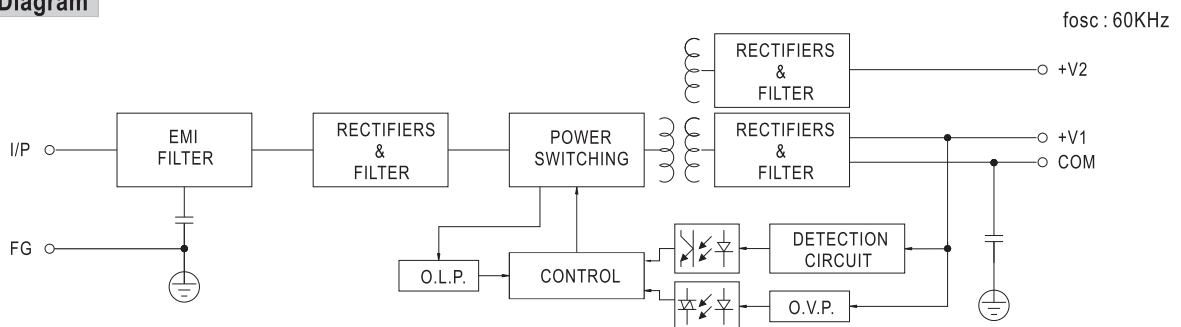 Diagram
fosc : 60KHz
RECTIFIERS
&
FILTER
+V2
I/P
EMI
FILTER
RECTIFIERS
&
FILTER
POWER
SWITCHING
RECTIFIERS
&
FILTER
+V1
COM
FG
O.L.P.
CONTROL
DETECTION
CIRCUIT
O.V.P.